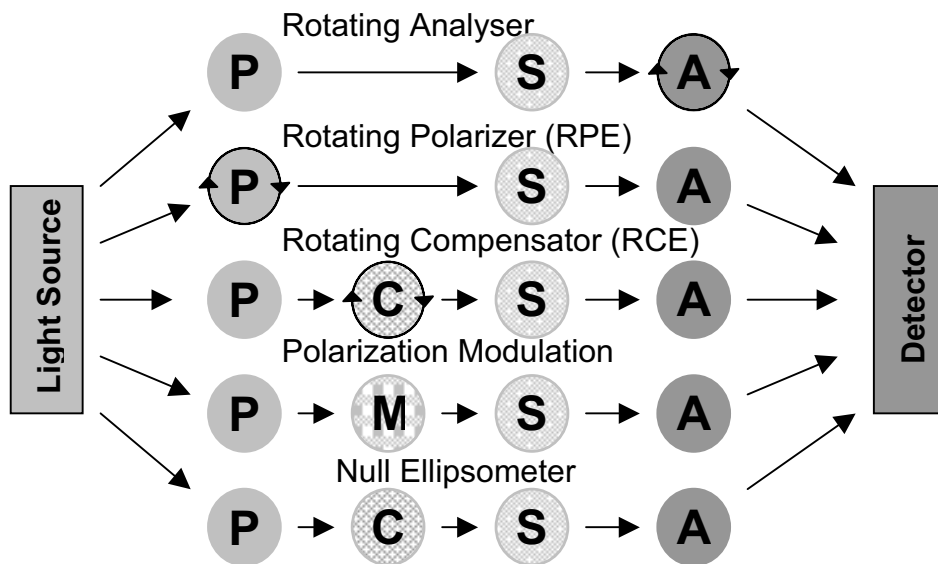 Rotating Analyser
P S A
Rotating Polarizer (RPE)
P S A
Light Source
Rotating Compensator (RCE)
P C S A
Detector
Polarization Modulation
P M S A
Null Ellipsometer
P C S A